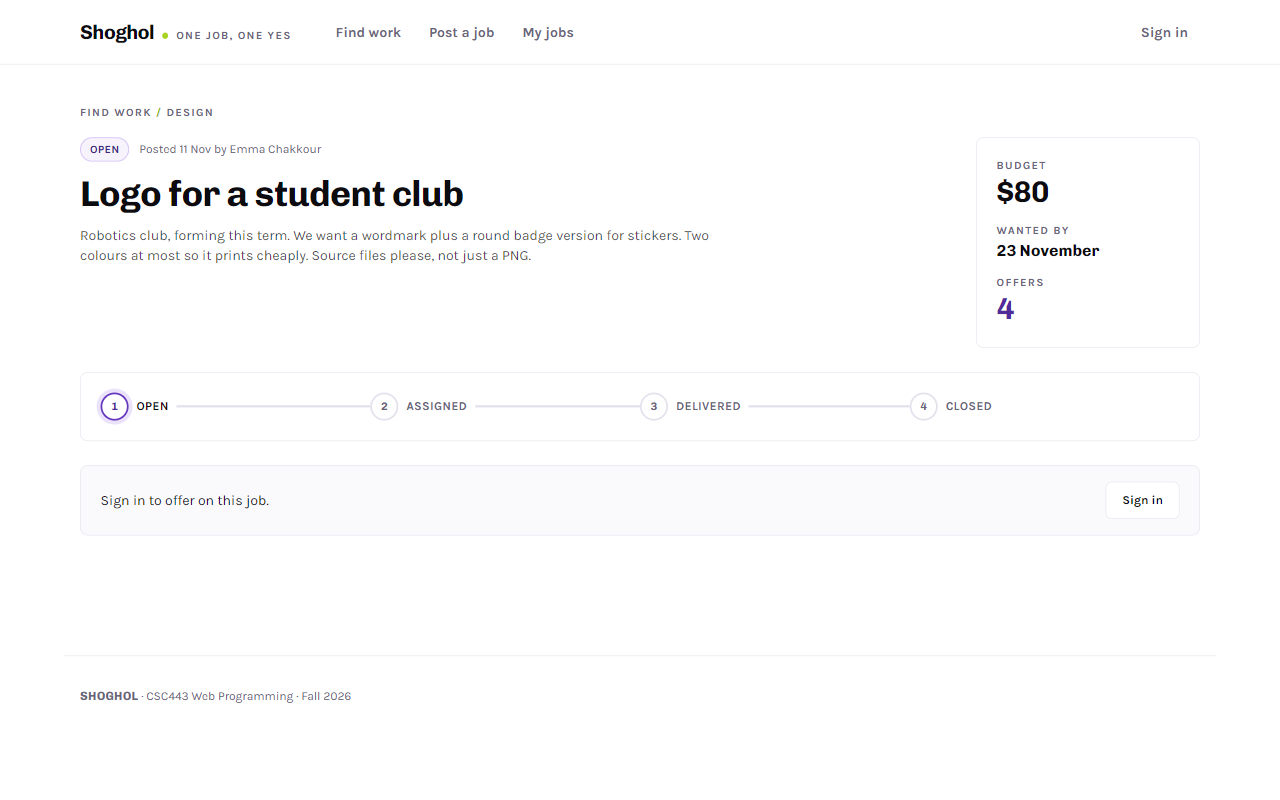 Shoghol ONE JOB, ONE YES Find work Post a job My jobs Sign in
FIND WORK / DESIGN
OPEN Posted 11 Nov by Emma Chakkour
Logo for a student club
Robotics club, forming this term. We want a wordmark plus a round badge version for stickers. Two
colours at most so it prints cheaply. Source files please, not just a PNG.
BUDGET
$80
WANTED BY
23 November
OFFERS
4
1 OPEN 2 ASSIGNED 3 DELIVERED 4 CLOSED
Sign in to offer on this job. Sign in
SHOGHOL · CSC443 Web Programming · Fall 2026